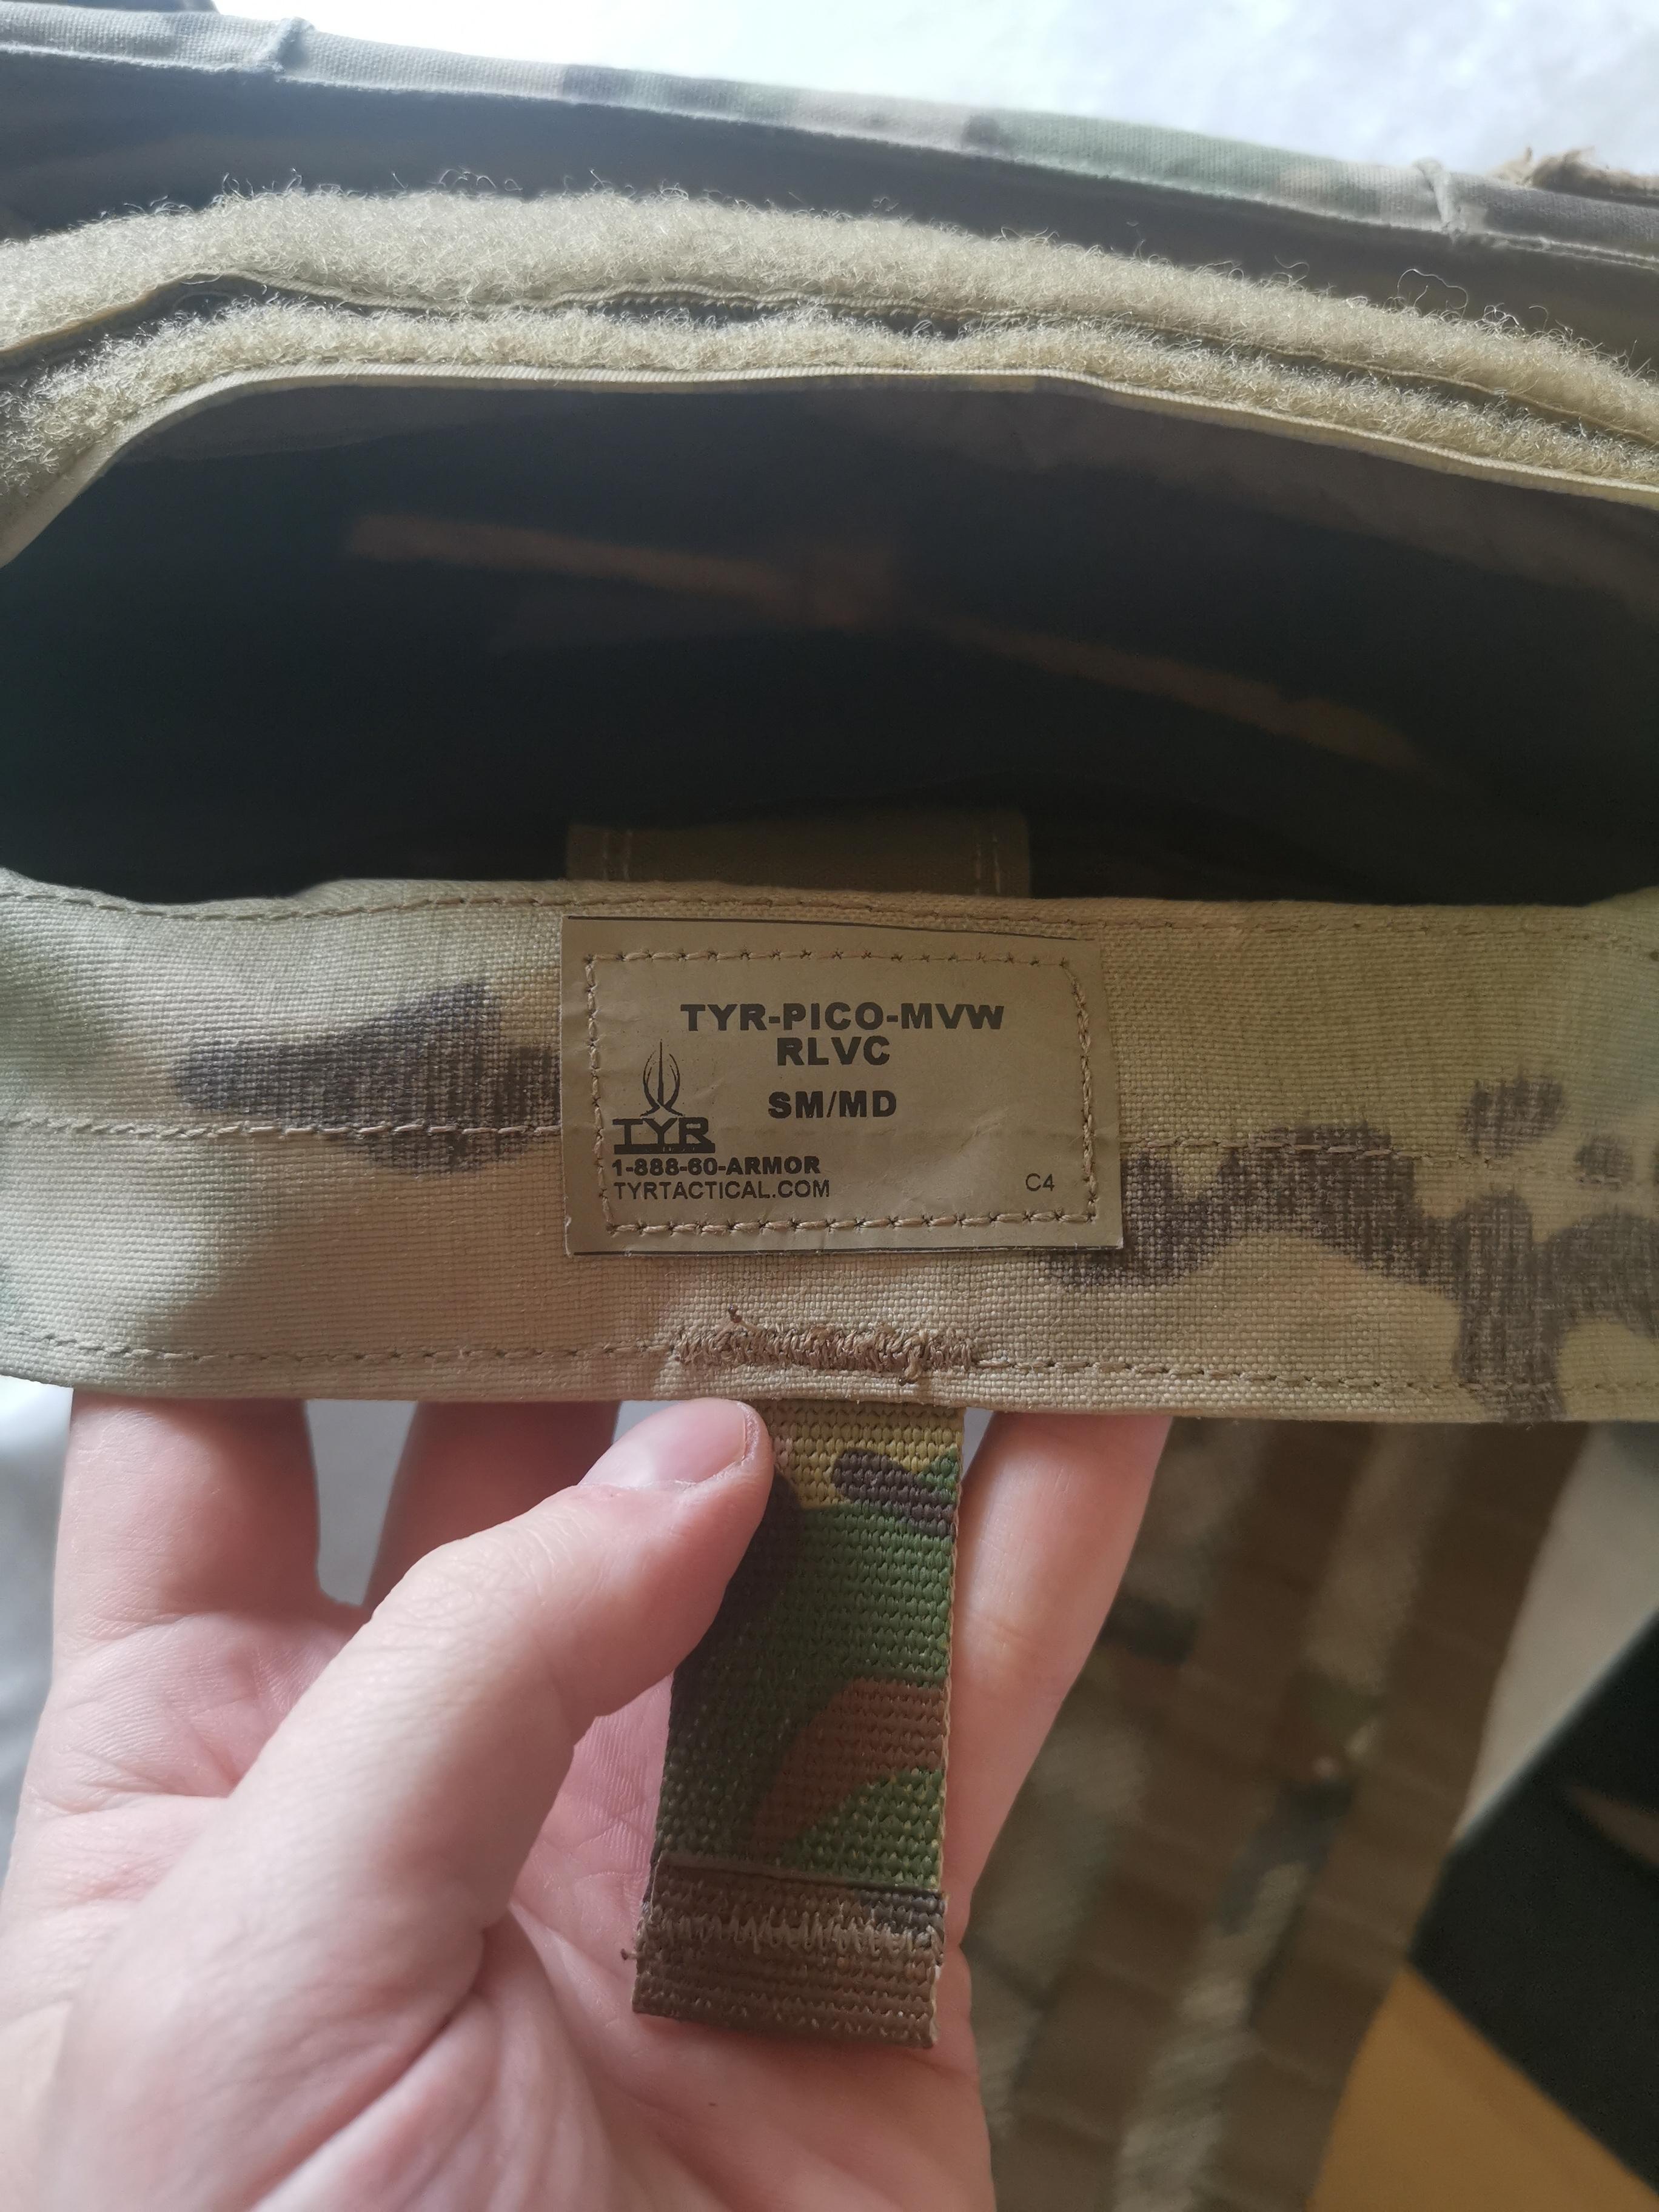 TYR-PICO-MVW
RLVC
SM/MD
TYR
1-888-60-ARMOR
TYRTACTICAL.COM
C4